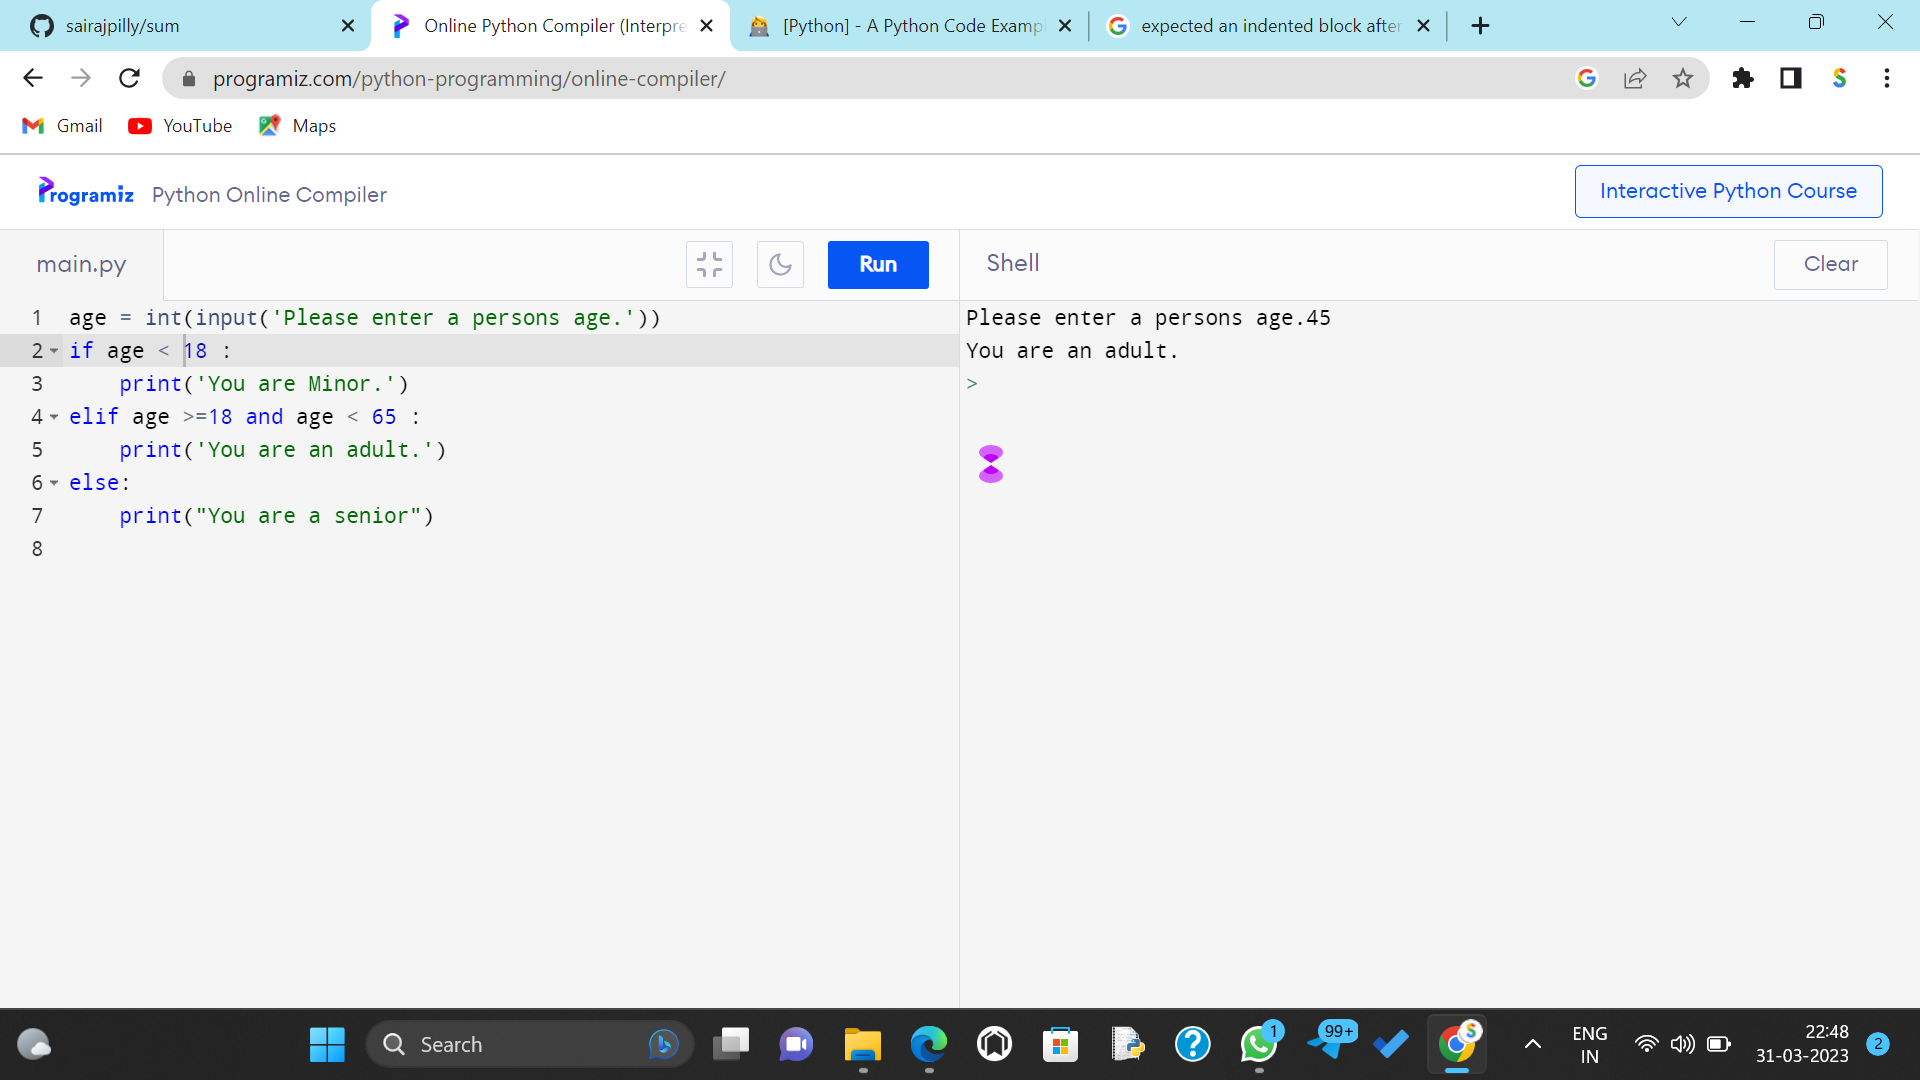 sairajpilly/sum
Online Python Compiler (Interpre
[Python] - A Python Code Examp
expected an indented block after
programiz.com/python-programming/online-compiler/
Gmail
YouTube
Maps
Programiz
Python Online Compiler
Interactive Python Course
main.py
Run
Shell
Clear
1 age = int(input('Please enter a persons age.'))
2 if age < 18 :
3 print('You are Minor.')
4 elif age >=18 and age < 65 :
5 print('You are an adult.')
6 else:
7 print("You are a senior")
8
Please enter a persons age.45
You are an adult.
>
Search
1
99+
S
ENG
IN
22:48
31-03-2023
2